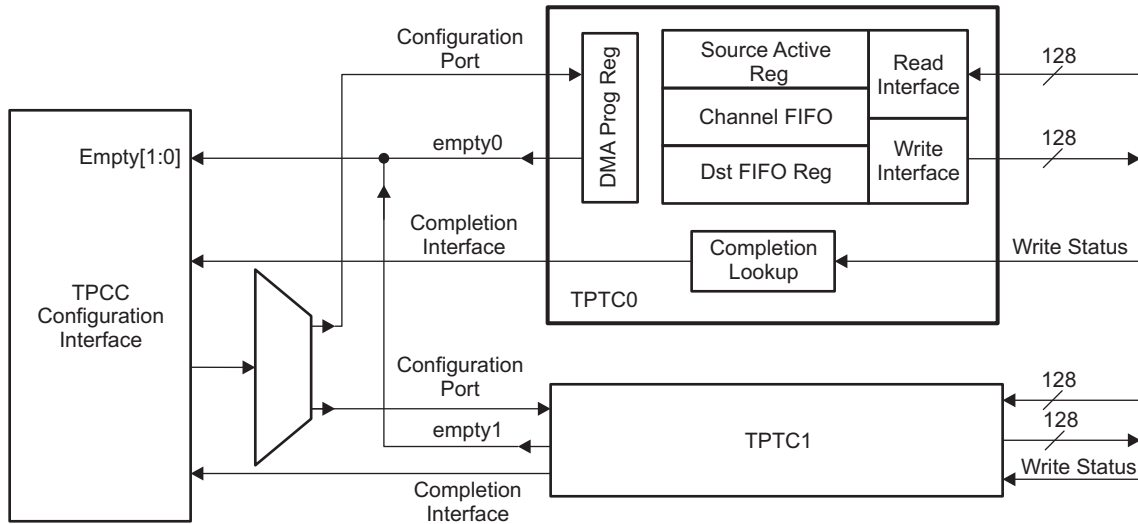 Configuration
Port
DMA Prog Reg
Source Active
Reg
Channel FIFO
Dst FIFO Reg
Read
Interface
Write
Interface
128
128
Empty[1:0]
empty0
Completion
Interface
Completion
Lookup
Write Status
TPTC0
TPCC
Configuration
Interface
Configuration
Port
empty1
TPTC1
128
128
Write Status
Completion
Interface